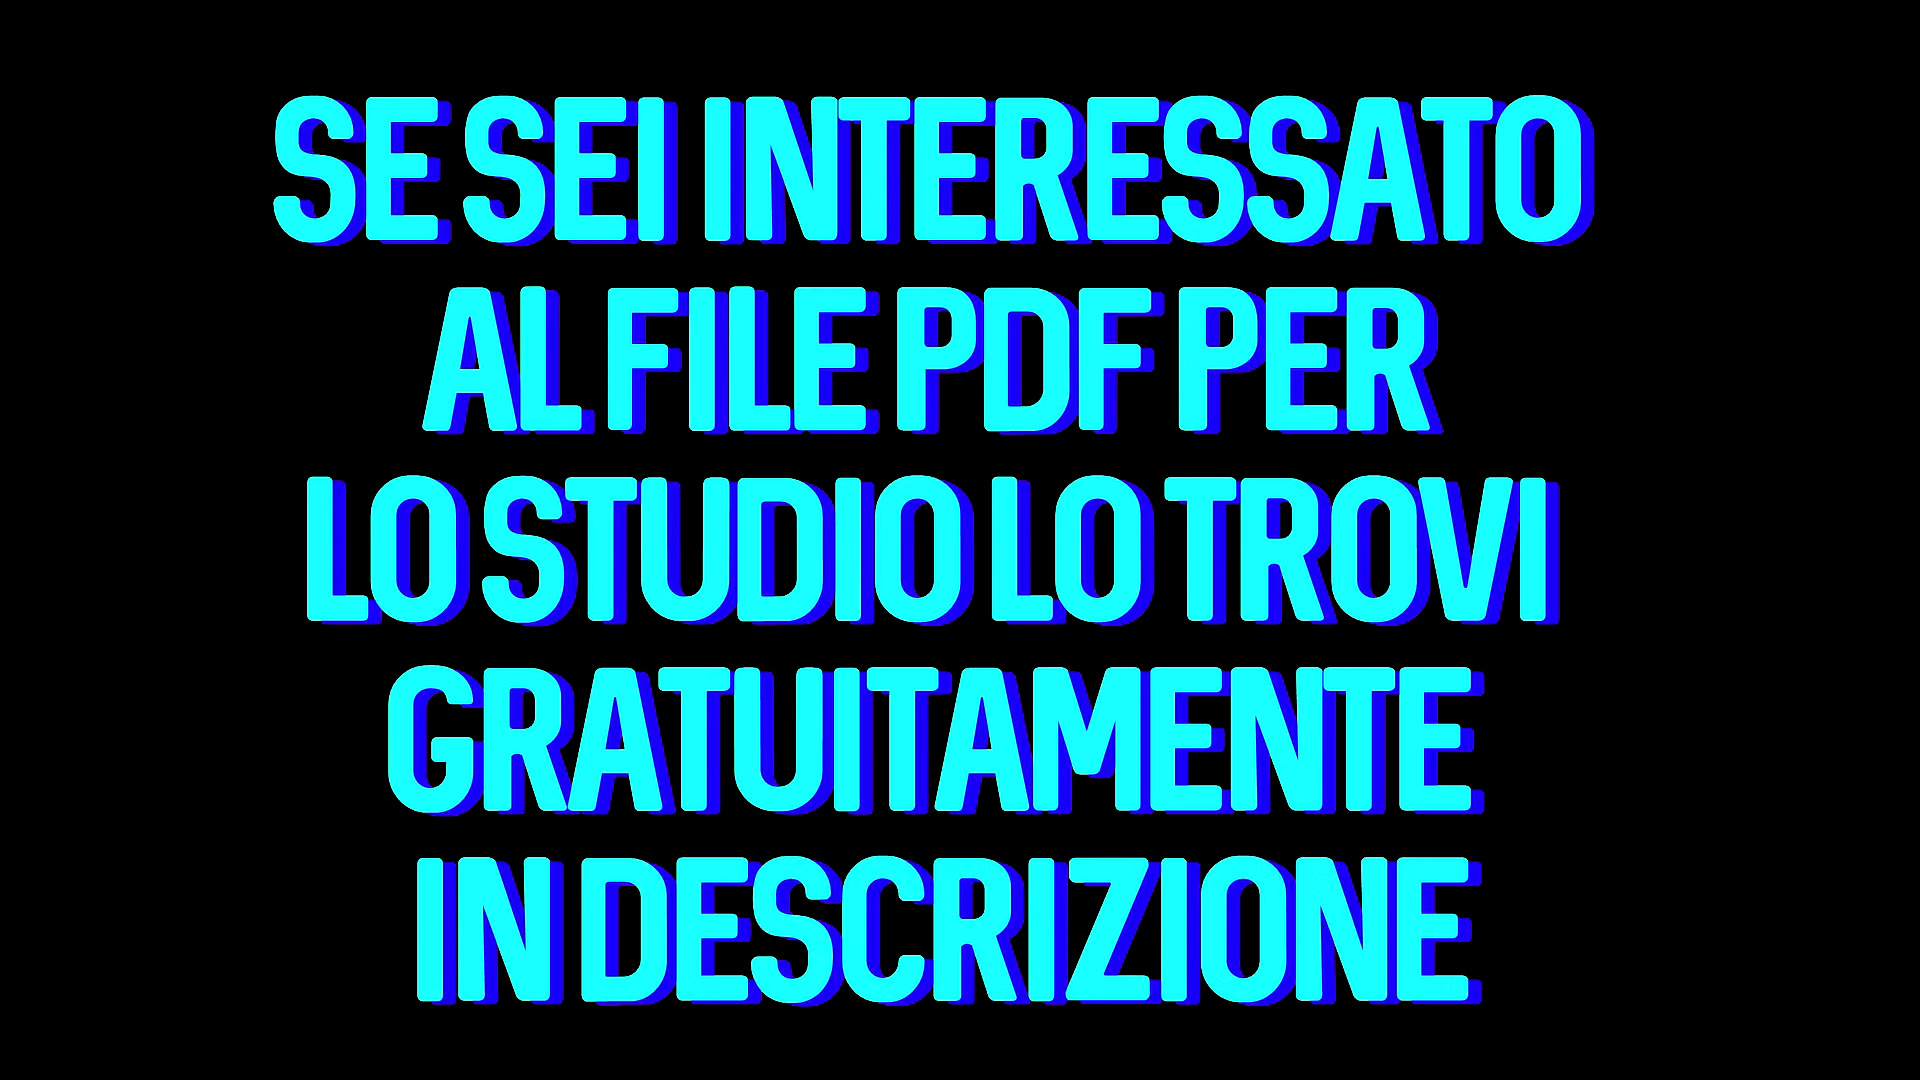 SE SEI INTERESSATO
AL FILE PDF PER
LO STUDIO LO TROVI
GRATUITAMENTE
IN DESCRIZIONE